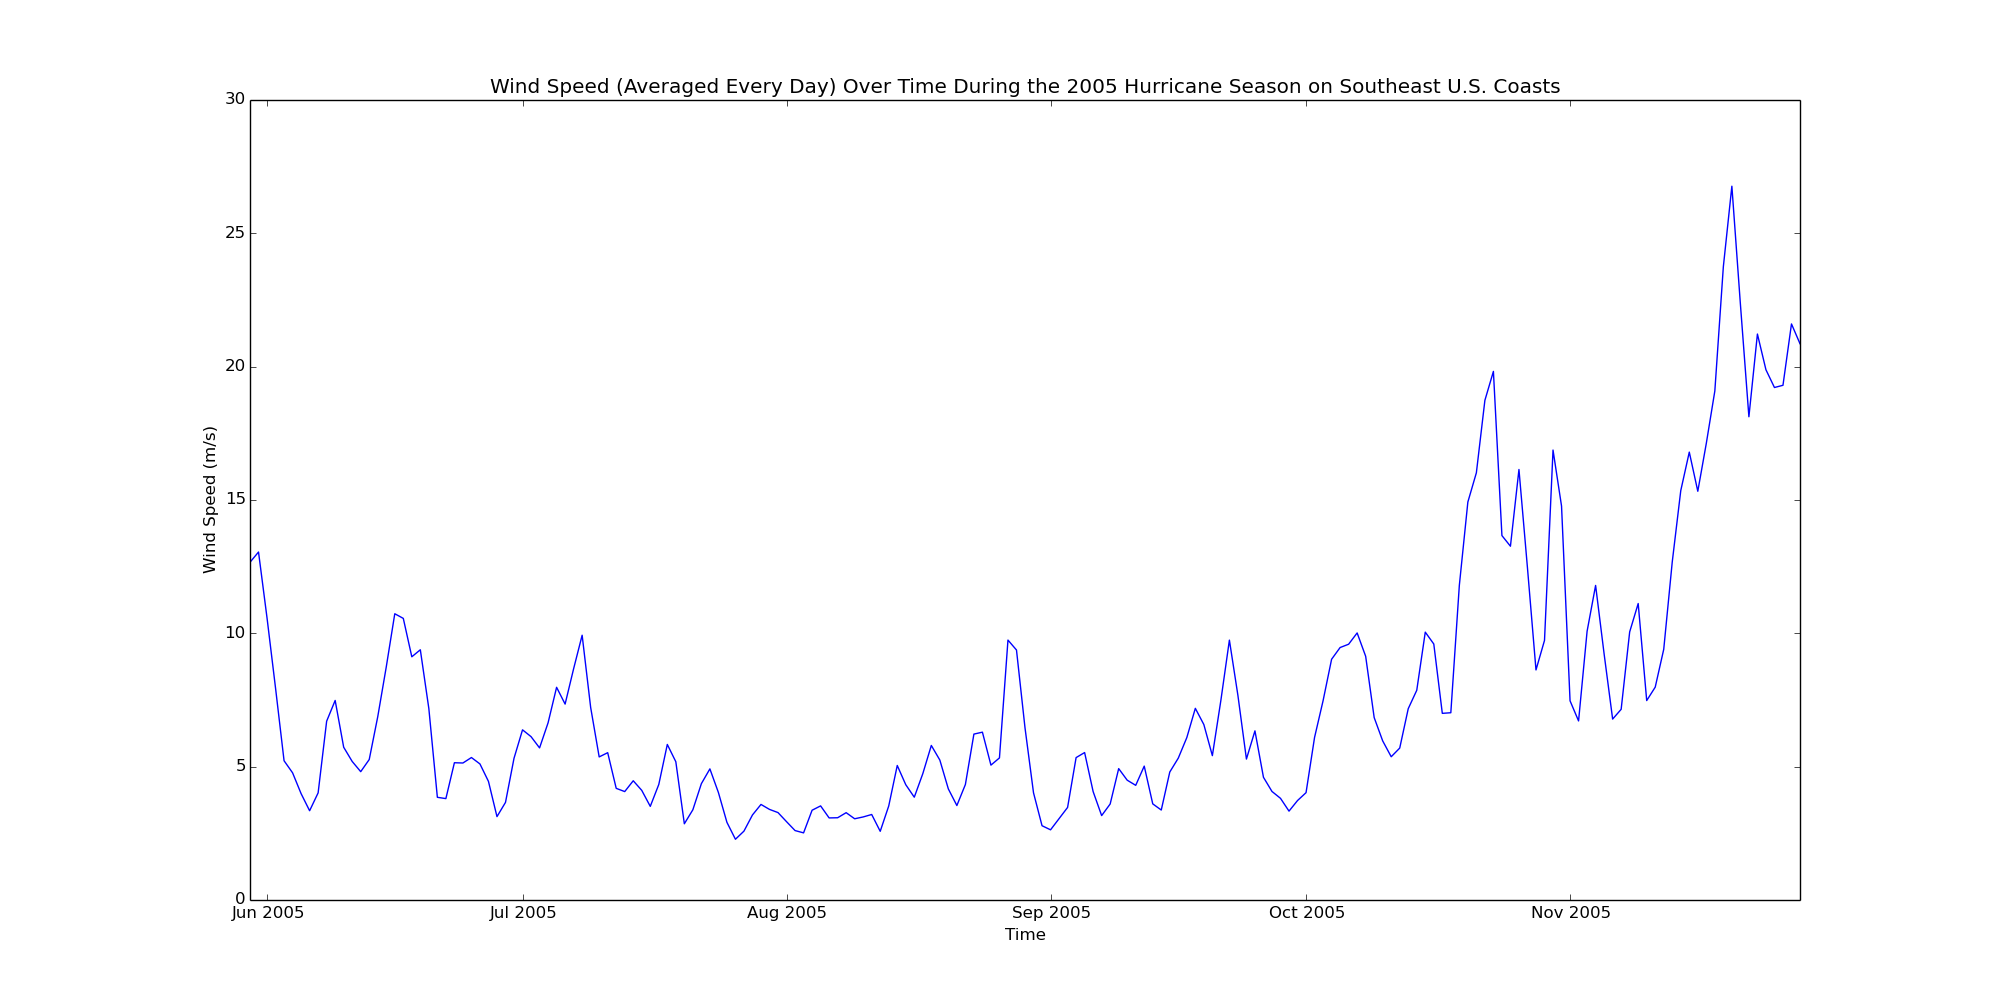 Wind Speed (Averaged Every Day) Over Time During the 2005 Hurricane Season on Southeast U.S. Coasts
30
25
20
15
10
5
0
Wind Speed (m/s)
Jun 2005 Jul 2005 Aug 2005 Sep 2005 Oct 2005 Nov 2005
Time